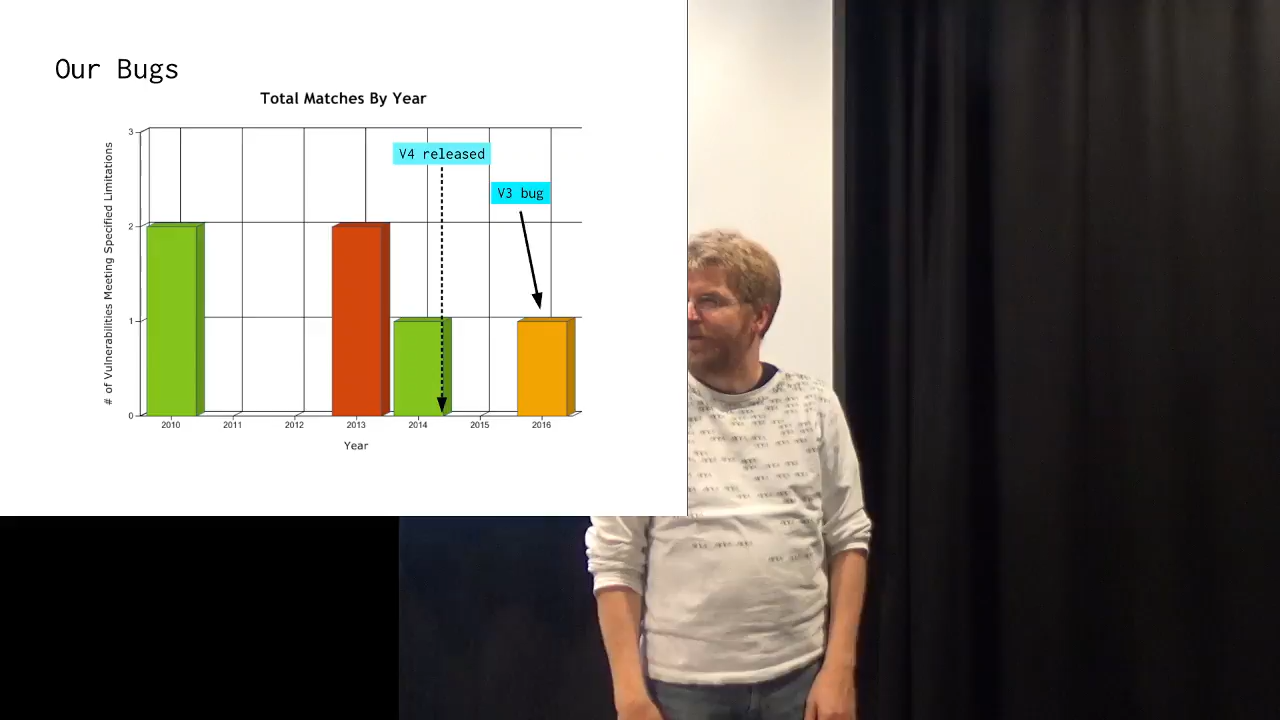 Our Bugs
Total Matches By Year
# of Vulnerabilities Meeting Specified Limitations
3
2
1
0
V4 released
V3 bug
2010 2011 2012 2013 2014 2015 2016
Year